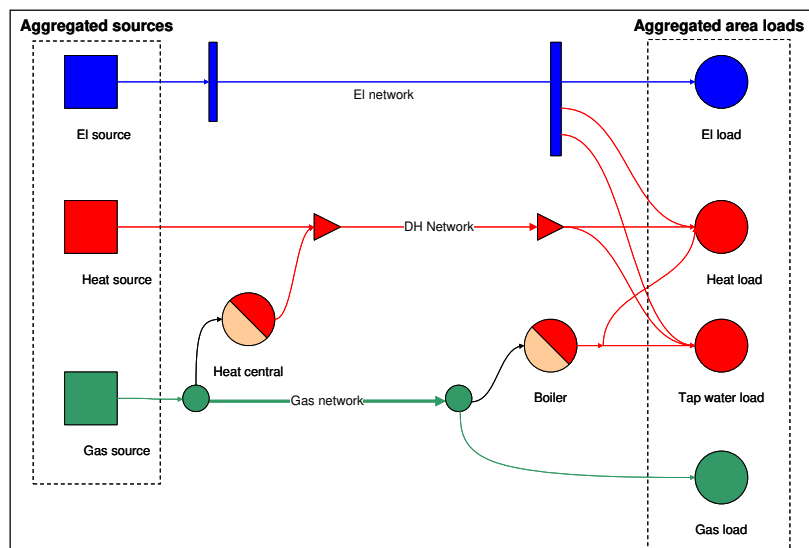 Aggregated sources
Aggregated area loads
El network
El source
El load
DH Network
Heat source
Heat load
Heat central
Gas network
Boiler
Tap water load
Gas source
Gas load